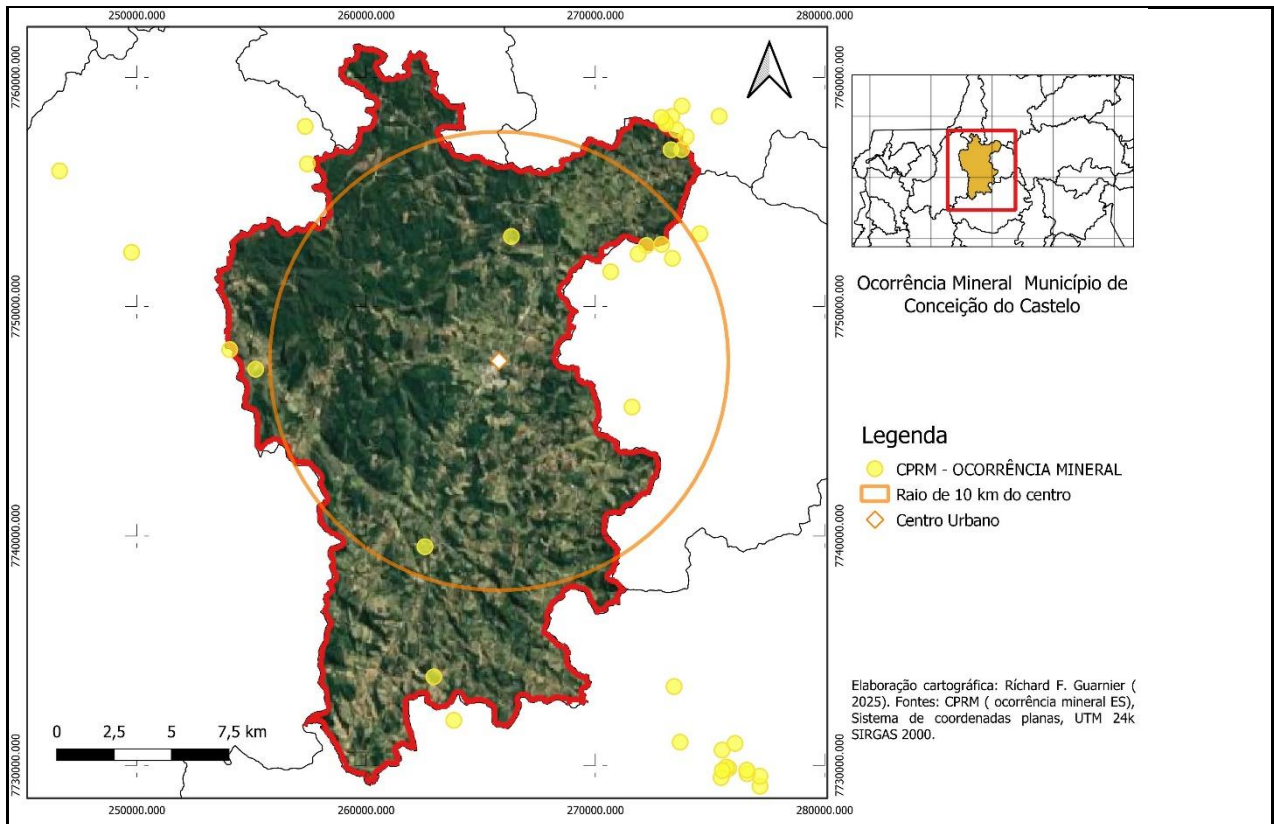 250000.000
260000.000
270000.000
280000.000
7760000.000
7760000.000
7750000.000
7750000.000
7740000.000
7740000.000
7730000.000
7730000.000
0 2,5 5 7,5 km
250000.000
260000.000
270000.000
280000.000
Ocorrência Mineral Município de
Conceição do Castelo
Legenda
CPRM - OCORRÊNCIA MINERAL
Raio de 10 km do centro
Centro Urbano
Elaboração cartográfica: Ríchard F. Guarnier (
2025). Fontes: CPRM ( ocorrência mineral ES),
Sistema de coordenadas planas, UTM 24k
SIRGAS 2000.